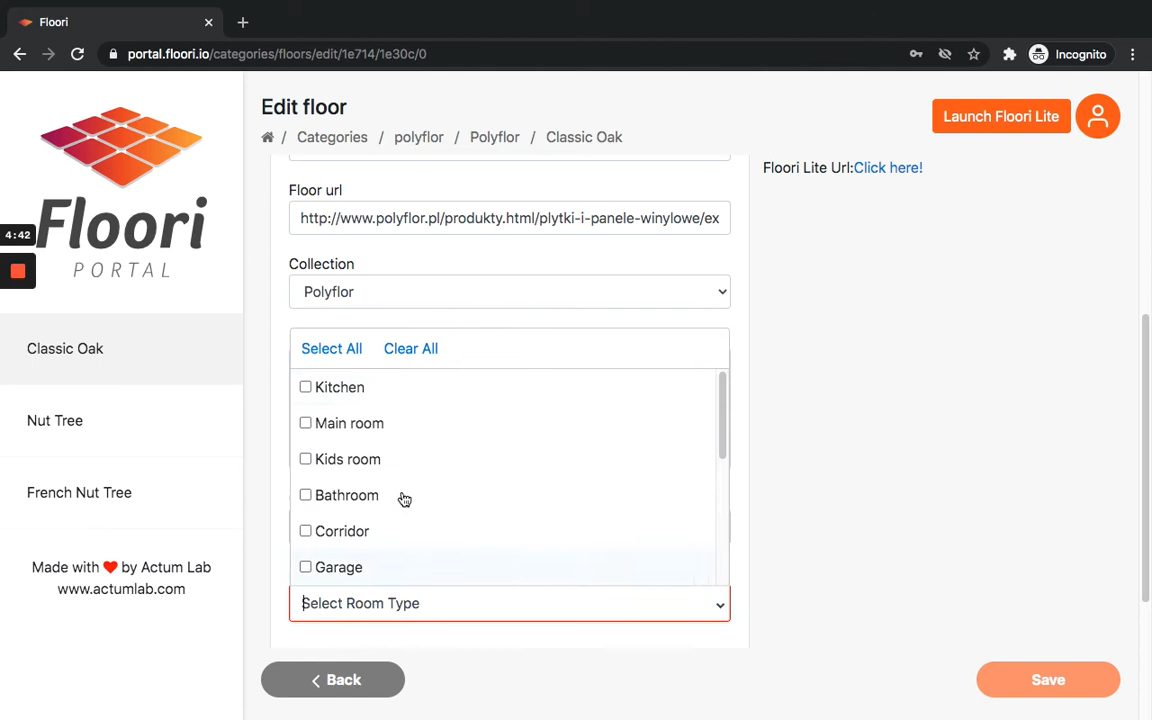 Floori
portal.floori.io/categories/floors/edit/1e714/1e30c/0
Incognito
Floori
PORTAL
4:42
Classic Oak
Nut Tree
French Nut Tree
Made with ❤ by Actum Lab
www.actumlab.com
Edit floor
/ Categories / polyflor / Polyflor / Classic Oak
Launch Floori Lite
Floori Lite Url:Click here!
Floor url
http://www.polyflor.pl/produkty.html/plytki-i-panele-winylowe/ex
Collection
Polyflor
Select All Clear All
Kitchen
Main room
Kids room
Bathroom
Corridor
Garage
Select Room Type
Back
Save